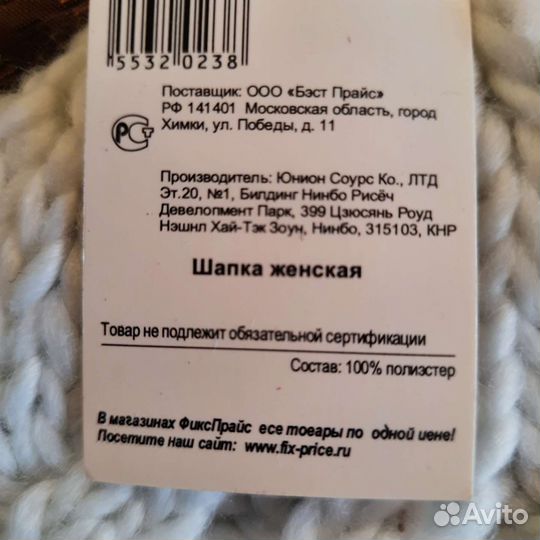 55320238
Поставщик: ООО «Бэст Прайс»
РФ 141401 Московская область, город
Химки, ул. Победы, д. 11
РСТ
Производитель: Юнион Соурс Ко., ЛТД
Эт.20, №1, Билдинг Нинбо Рисёч
Девелопмент Парк, 399 Цзюсянь Роуд
Нэшнл Хай-Тэк Зоун, Нинбо, 315103, КНР
Шапка женская
Товар не подлежит обязательной сертификации
Состав: 100% полиэстер
В магазинах ФиксПрайс все товары по одной цене!
Посетите наш сайт: www.fix-price.ru
Avito